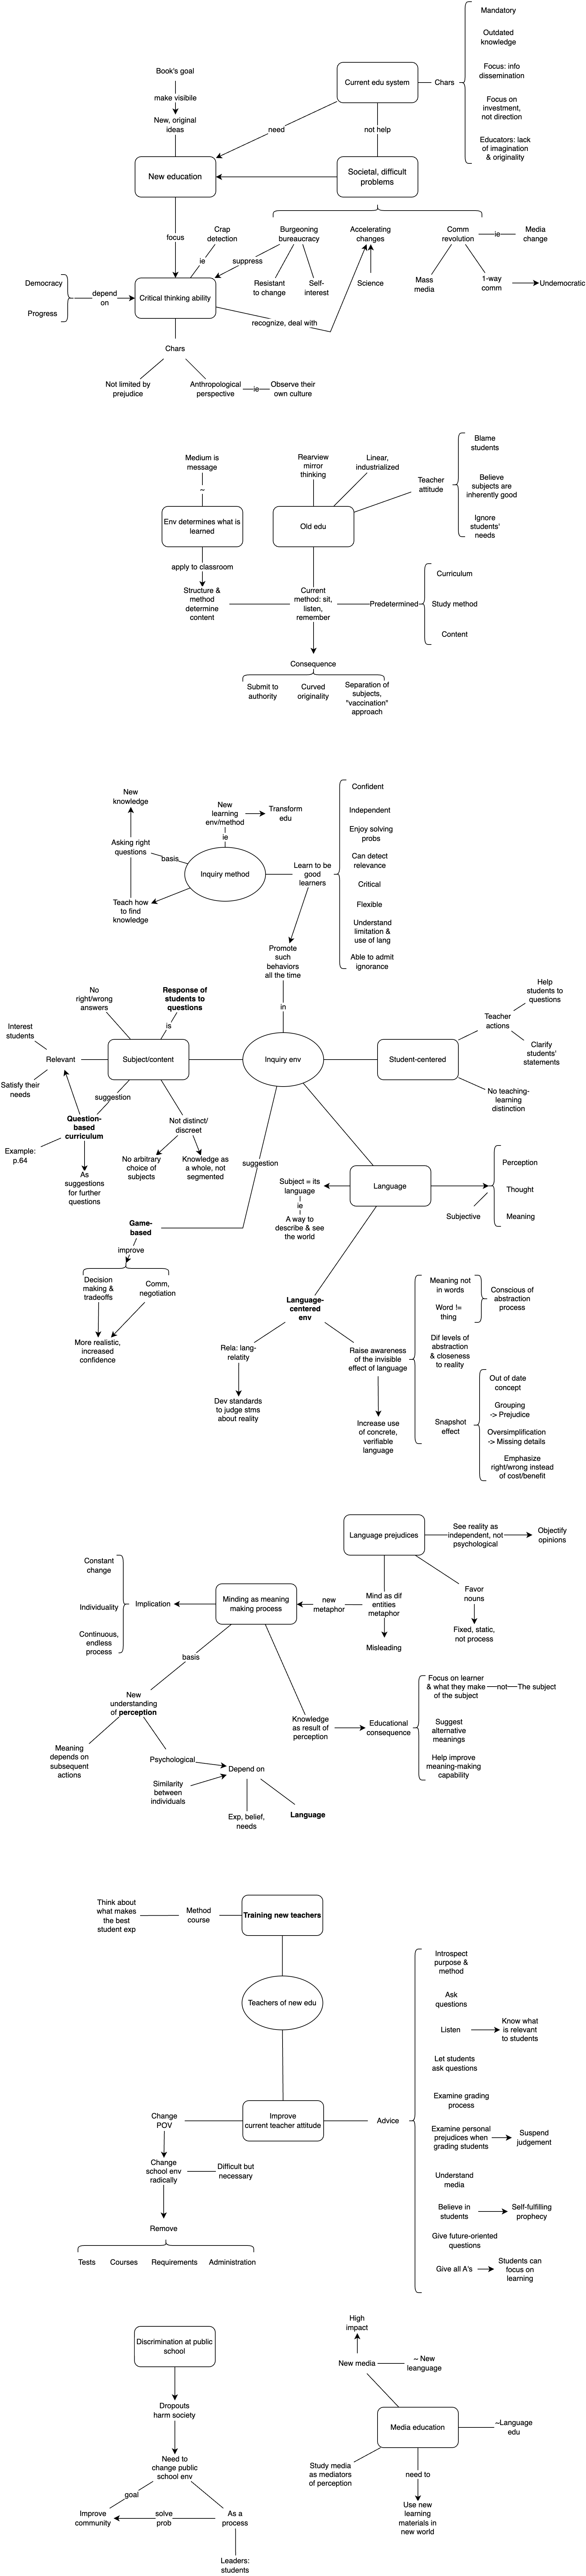 Mandatory
Outdated
knowledge
Focus: info
dissemination
Focus on
investment,
not direction
Educators: lack
of imagination
& originality
Book's goal
make visibile
New, original
ideas
Current edu system
Chars
need
not help
New education
Societal, difficult
problems
focus
Crap
detection
ie
suppress
Burgeoning
bureaucracy
Accelerating
changes
Comm
revolution
ie
Media
change
Resistant
to change
Self-
interest
Science
Mass
media
1-way
comm
Undemocratic
Democracy
Progress
depend
on
Critical thinking ability
recognize, deal with
Chars
Not limited by
prejudice
Anthropological
perspective
ie
Observe their
own culture
Medium is
message
~
Env determines what is
learned
apply to classroom
Structure &
method
determine
content
Rearview
mirror
thinking
Linear,
industrialized
Teacher
attitude
Blame
students
Believe
subjects are
inherently good
Ignore
students'
needs
Old edu
Current
method: sit,
listen,
remember
Predetermined
Curriculum
Study method
Content
Consequence
Submit to
authority
Curved
originality
Separation of
subjects,
"vaccination"
approach
New
knowledge
Asking right
questions
basis
Teach how
to find
knowledge
New
learning
env/method
Transform
edu
ie
Inquiry method
Learn to be
good
learners
Confident
Independent
Enjoy solving
probs
Can detect
relevance
Critical
Flexible
Understand
limitation &
use of lang
Able to admit
ignorance
Promote
such
behaviors
all the time
in
No
right/wrong
answers
Response of
students to
questions
is
Interest
students
Relevant
Satisfy their
needs
Subject/content
Inquiry env
Student-centered
Teacher
actions
Help
students to
questions
Clarify
students'
statements
No teaching-
learning
distinction
suggestion
Question-
based
curriculum
Example:
p.64
As
suggestions
for further
questions
Not distinct/
discreet
No arbitrary
choice of
subjects
Knowledge as
a whole, not
segmented
suggestion
Subject = its
language
ie
A way to
describe & see
the world
Language
Subjective
Perception
Thought
Meaning
Game-
based
improve
Decision
making &
tradeoffs
Comm,
negotiation
More realistic,
increased
confidence
Language-
centered
env
Rela: lang-
relatity
Dev standards
to judge stms
about reality
Raise awareness
of the invisible
effect of language
Increase use
of concrete,
verifiable
language
Meaning not
in words
Word !=
thing
Conscious of
abstraction
process
Dif levels of
abstraction
& closeness
to reality
Snapshot
effect
Out of date
concept
Grouping
-> Prejudice
Oversimplification
-> Missing details
Emphasize
right/wrong instead
of cost/benefit
Language prejudices
See reality as
independent, not
psychological
Objectify
opinions
Favor
nouns
Fixed, static,
not process
Mind as dif
entities
metaphor
Misleading
new
metaphor
Minding as meaning
making process
Implication
Constant
change
Individuality
Continuous,
endless
process
basis
New
understanding
of perception
Meaning
depends on
subsequent
actions
Psychological
Similarity
between
individuals
Depend on
Exp, belief,
needs
Language
Knowledge
as result of
perception
Educational
consequence
Focus on learner
& what they make
of the subject
not
The subject
Suggest
alternative
meanings
Help improve
meaning-making
capability
Think about
what makes
the best
student exp
Method
course
Training new teachers
Teachers of new edu
Improve
current teacher attitude
Change
POV
Change
school env
radically
Difficult but
necessary
Remove
Tests
Courses
Requirements
Administration
Advice
Introspect
purpose &
method
Ask
questions
Listen
Know what
is relevant
to students
Let students
ask questions
Examine grading
process
Examine personal
prejudices when
grading students
Suspend
judgement
Understand
media
Believe in
students
Self-fulfilling
prophecy
Give future-oriented
questions
Give all A's
Students can
focus on
learning
Discrimination at public
school
Dropouts
harm society
Need to
change public
school env
goal
Improve
community
solve
prob
As a
process
Leaders:
students
High
impact
New media
~ New
leanguage
Media education
~Language
edu
Study media
as mediators
of perception
need to
Use new
learning
materials in
new world